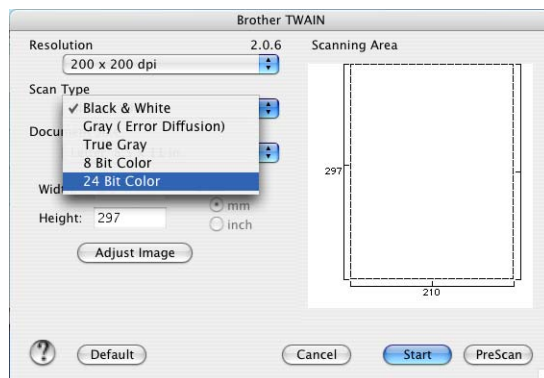 Brother TWAIN
Resolution 2.0.6
200 x 200 dpi
Scan Type
✓ Black & White
Gray ( Error Diffusion)
True Gray
8 Bit Color
24 Bit Color
Docu
Wid
mm
Height: 297
inch
Adjust Image
Scanning Area
297
210
? Default Cancel Start PreScan